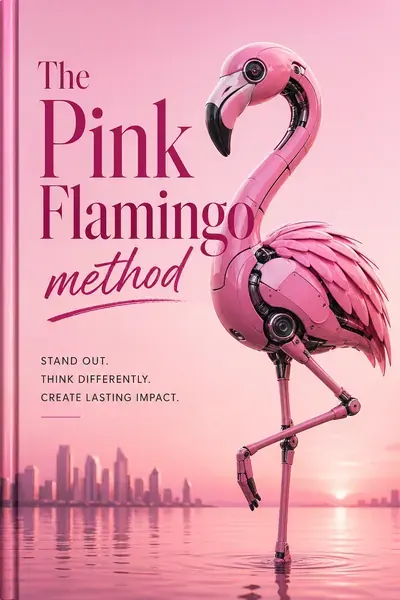 The
Pink
Flamingo
method
STAND OUT.
THINK DIFFERENTLY.
CREATE LASTING IMPACT.